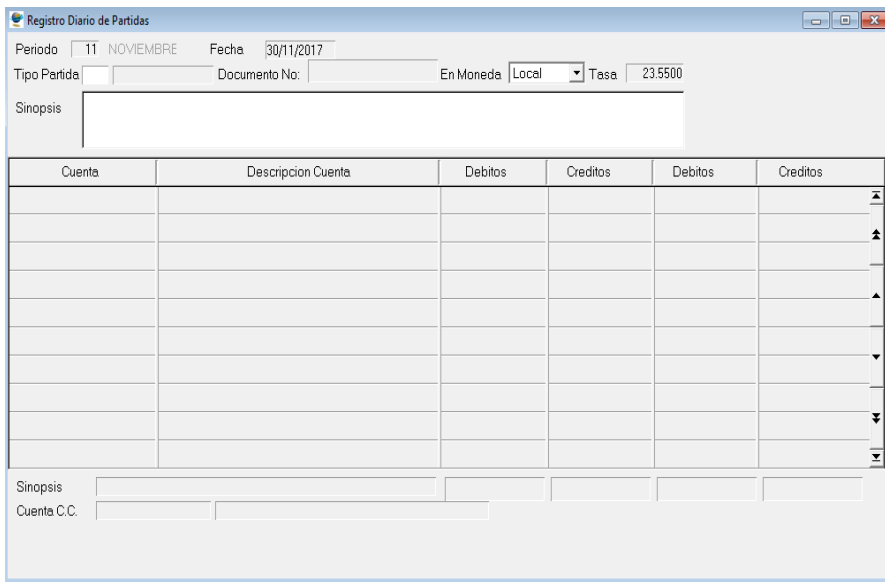 Registro Diario de Partidas
Periodo 11 NOVIEMBRE Fecha 30/11/2017
Tipo Partida Documento No: En Moneda Local Tasa 23.5500
Sinopsis
Cuenta Descripcion Cuenta Debitos Creditos Debitos Creditos
Sinopsis
Cuenta C.C.